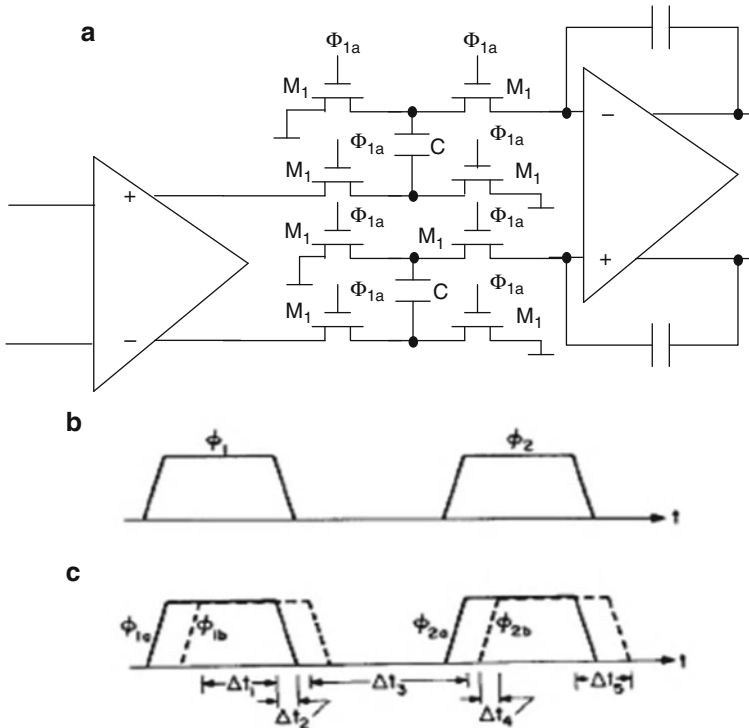 a
Φ1a Φ1a
M1 M1
Φ1a C Φ1a
M1 M1
Φ1a Φ1a
M1 M1
Φ1a C Φ1a
M1 M1
+ −
− +
b
ϕ1 ϕ2
t
c
ϕ1a ϕ1b ϕ2a ϕ2b
t
Δt1 Δt3 Δt5
Δt2 Δt4